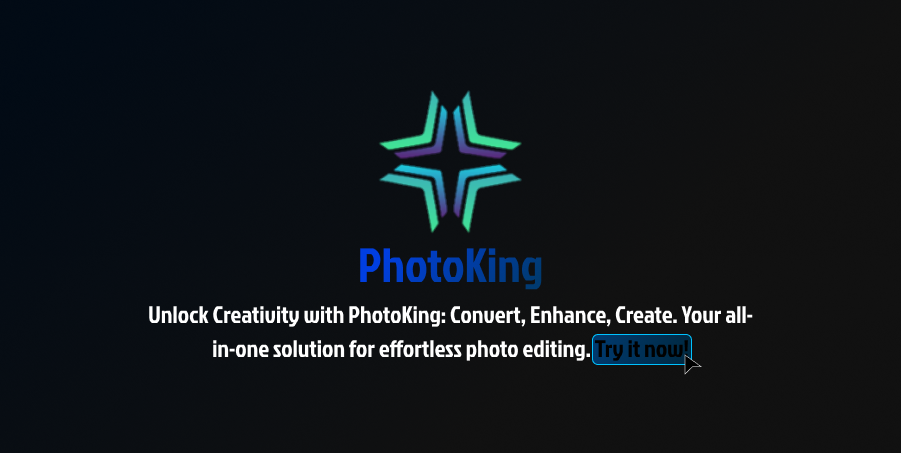 PhotoKing
Unlock Creativity with PhotoKing: Convert, Enhance, Create. Your all-
in-one solution for effortless photo editing. Try it now!